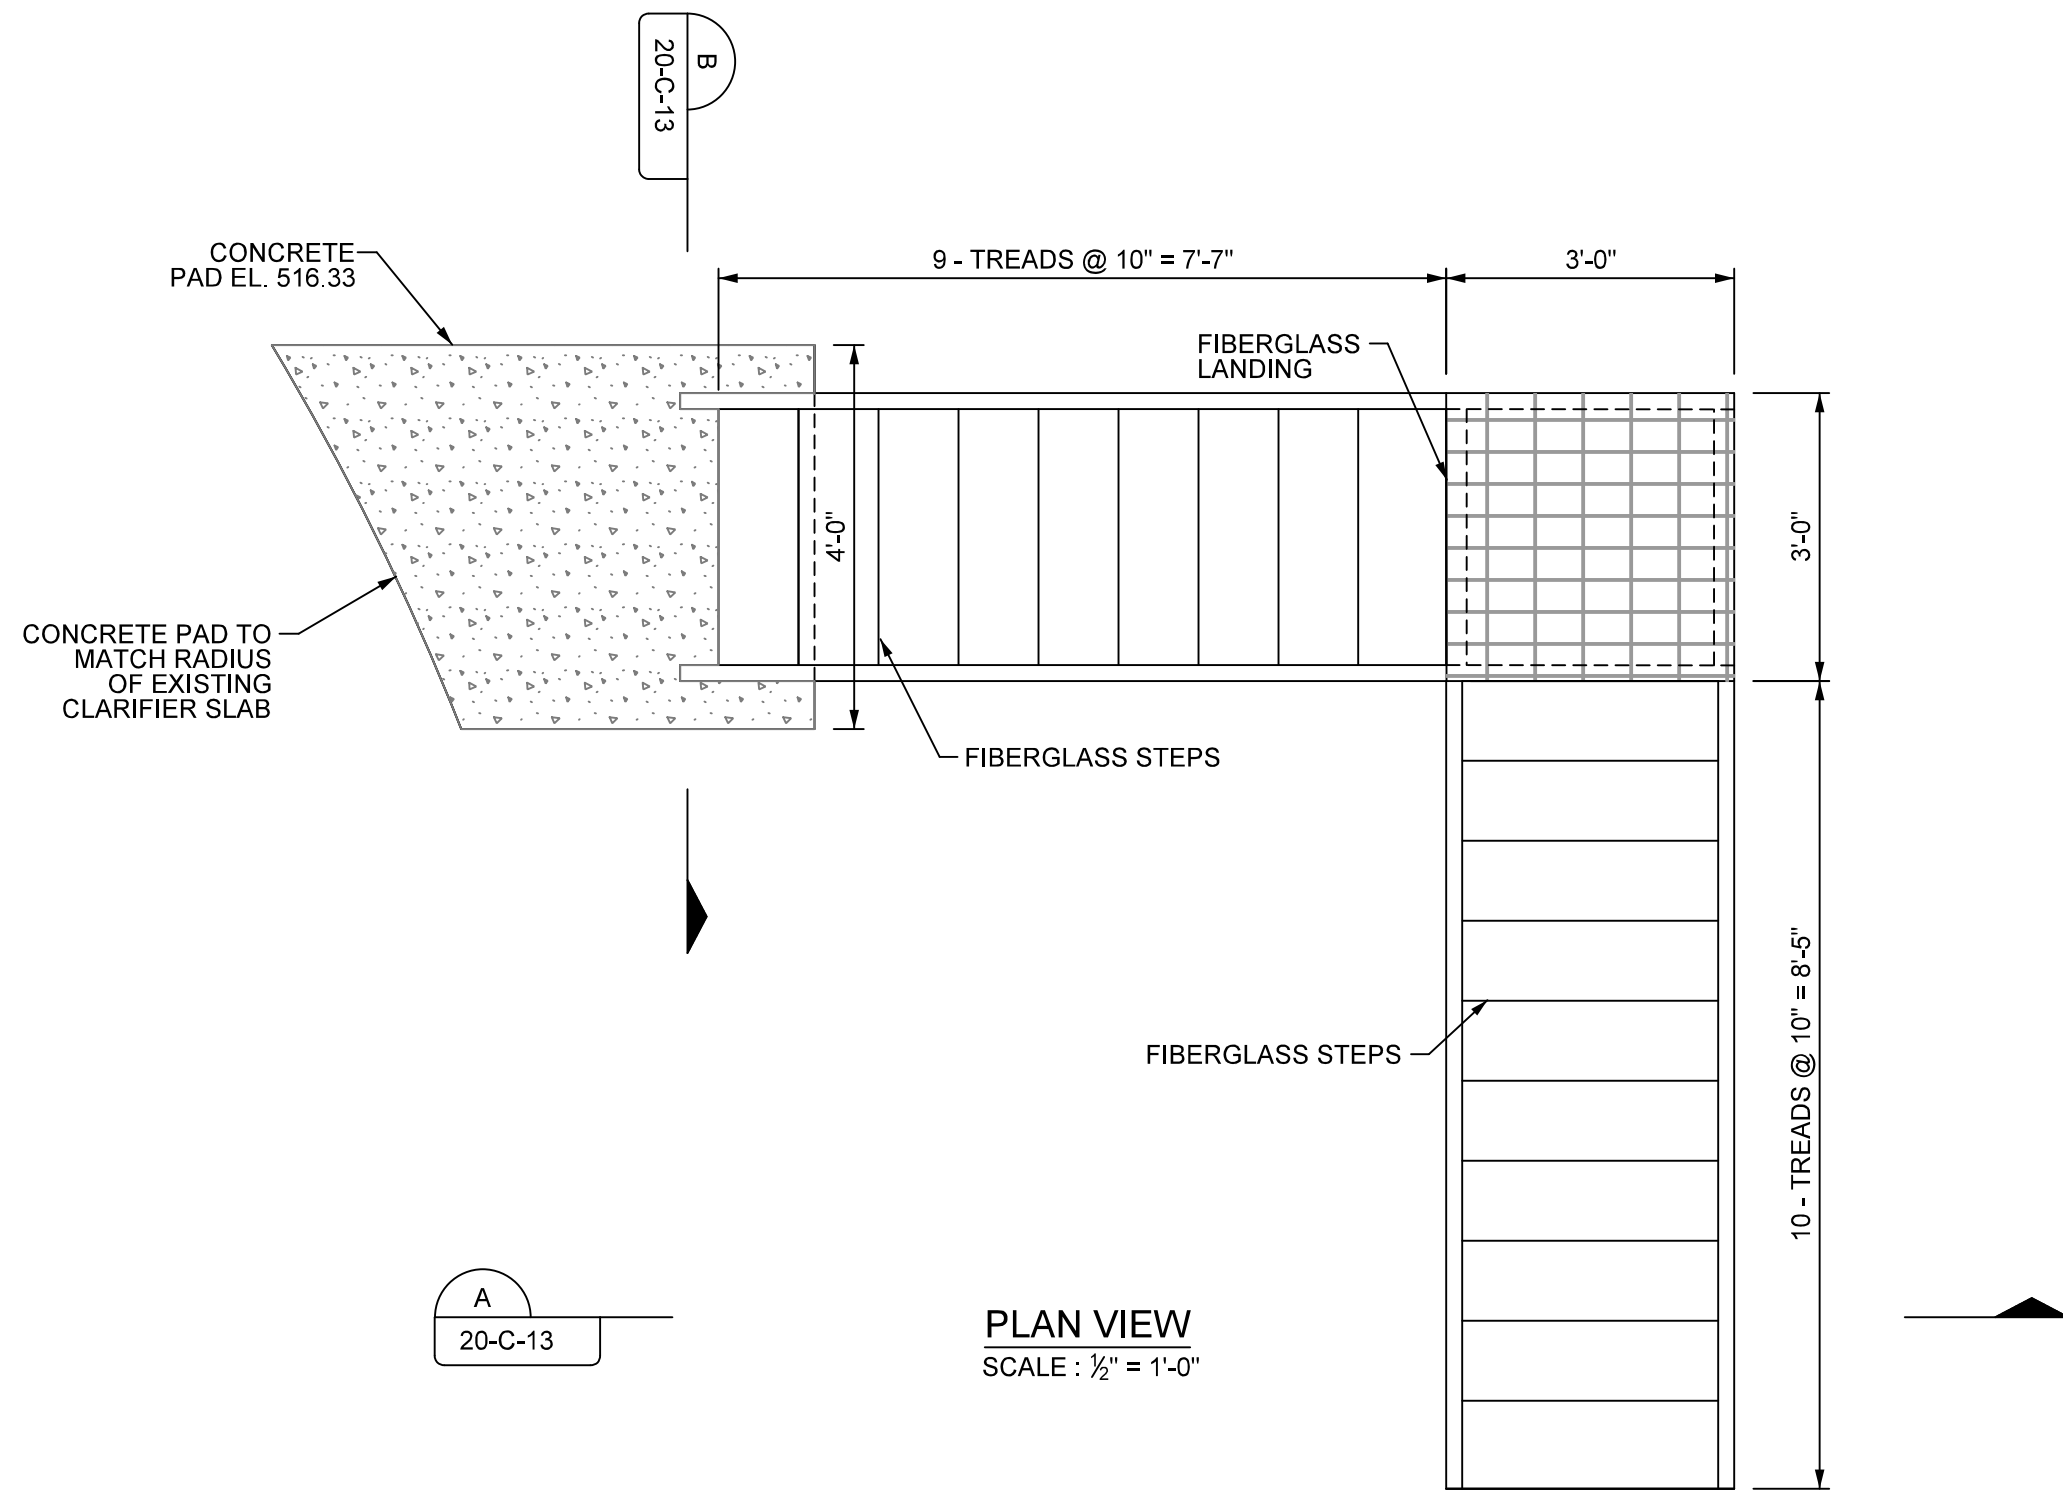 B
20-C-13
CONCRETE
PAD EL. 516.33
9 - TREADS @ 10" = 7'-7"
3'-0"
FIBERGLASS
LANDING
4'-0"
3'-0"
CONCRETE PAD TO
MATCH RADIUS
OF EXISTING
CLARIFIER SLAB
FIBERGLASS STEPS
FIBERGLASS STEPS
10 - TREADS @ 10" = 8'-5"
A
20-C-13
PLAN VIEW
SCALE : ½" = 1'-0"